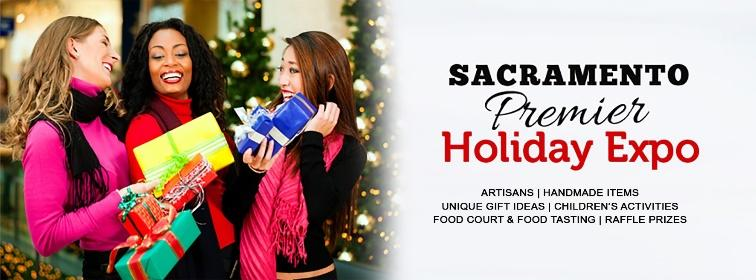 SACRAMENTO
Premier
Holiday Expo
ARTISANS | HANDMADE ITEMS
UNIQUE GIFT IDEAS | CHILDREN'S ACTIVITIES
FOOD COURT & FOOD TASTING | RAFFLE PRIZES